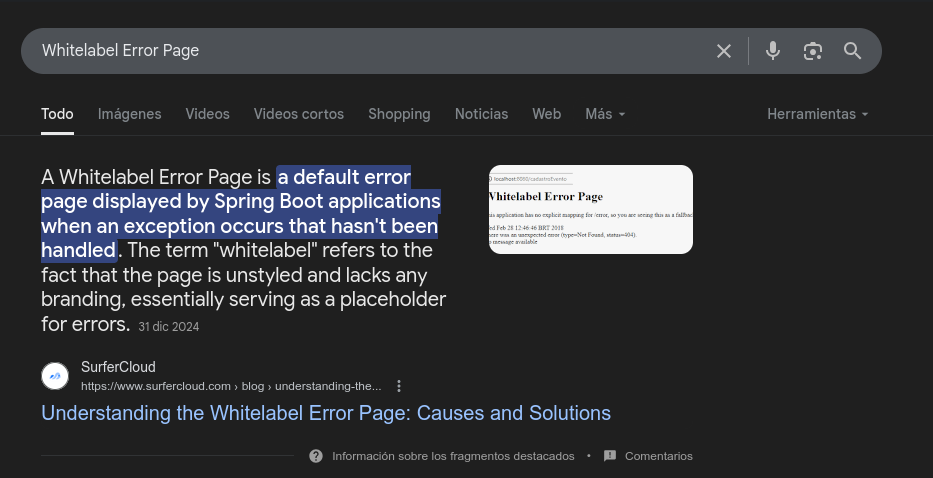 Whitelabel Error Page
Todo Imágenes Videos Videos cortos Shopping Noticias Web Más Herramientas
A Whitelabel Error Page is a default error
page displayed by Spring Boot applications
when an exception occurs that hasn't been
handled. The term "whitelabel" refers to the
fact that the page is unstyled and lacks any
branding, essentially serving as a placeholder
for errors. 31 dic 2024
localhost:8080/cadastroEvento
Whitelabel Error Page
his application has no explicit mapping for /error, so you are seeing this as a fallbac
ed Feb 28 12:46:46 BRT 2018
ere was an unexpected error (type=Not Found, status=404).
o message available
SurferCloud
https://www.surfercloud.com › blog › understanding-the...
Understanding the Whitelabel Error Page: Causes and Solutions
Información sobre los fragmentos destacados • Comentarios